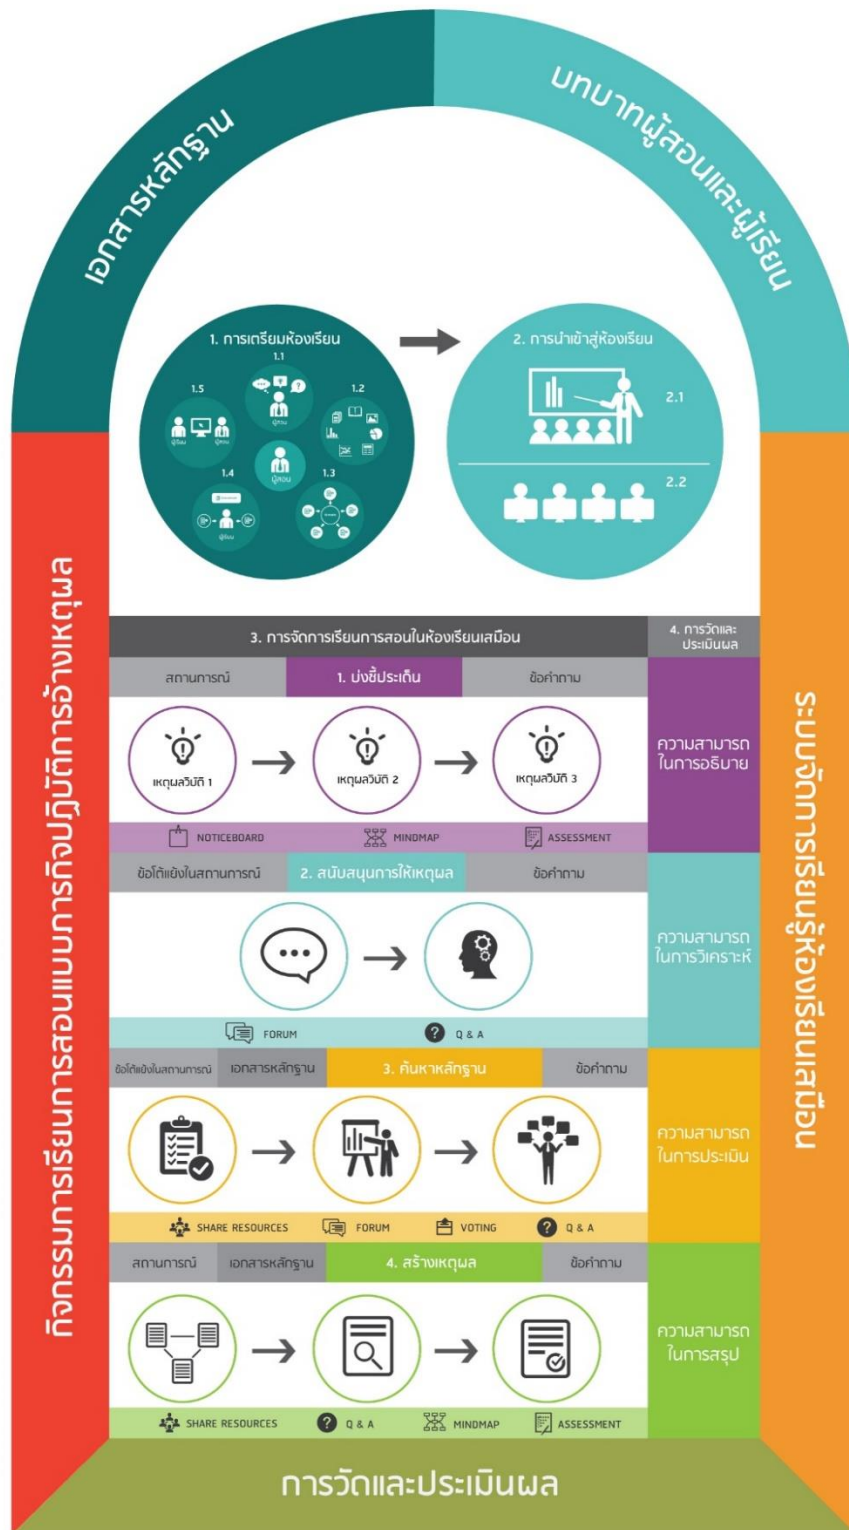 เอกสารหลักฐาน
บทบาทผู้สอนและผู้เรียน
กิจกรรมการเรียนการสอนแบบภารกิจปฏิบัติการอ้างเหตุผล
ระบบจัดการเรียนรู้ห้องเรียนเสมือน
1. การเตรียมห้องเรียน
1.1
ผู้สอน
1.5
1.2
ผู้เรียน
ผู้สอน
ผู้สอน
1.4
1.3
ผู้เรียน
2. การนำเข้าสู่ห้องเรียน
2.1
2.2
3. การจัดการเรียนการสอนในห้องเรียนเสมือน
4. การวัดและ
ประเมินผล
สถานการณ์
1. บ่งชี้ประเด็น
ข้อคำถาม
เหตุผลวิบัติ 1
เหตุผลวิบัติ 2
เหตุผลวิบัติ 3
ความสามารถ
ในการอธิบาย
NOTICEBOARD
MINDMAP
ASSESSMENT
ข้อโต้แย้งในสถานการณ์
2. สนับสนุนการให้เหตุผล
ข้อคำถาม
ความสามารถ
ในการวิเคราะห์
FORUM
Q & A
ข้อโต้แย้งในสถานการณ์
เอกสารหลักฐาน
3. ค้นหาหลักฐาน
ข้อคำถาม
ความสามารถ
ในการประเมิน
SHARE RESOURCES
FORUM
VOTING
Q & A
สถานการณ์
เอกสารหลักฐาน
4. สร้างเหตุผล
ข้อคำถาม
ความสามารถ
ในการสรุป
SHARE RESOURCES
Q & A
MINDMAP
ASSESSMENT
การวัดและประเมินผล